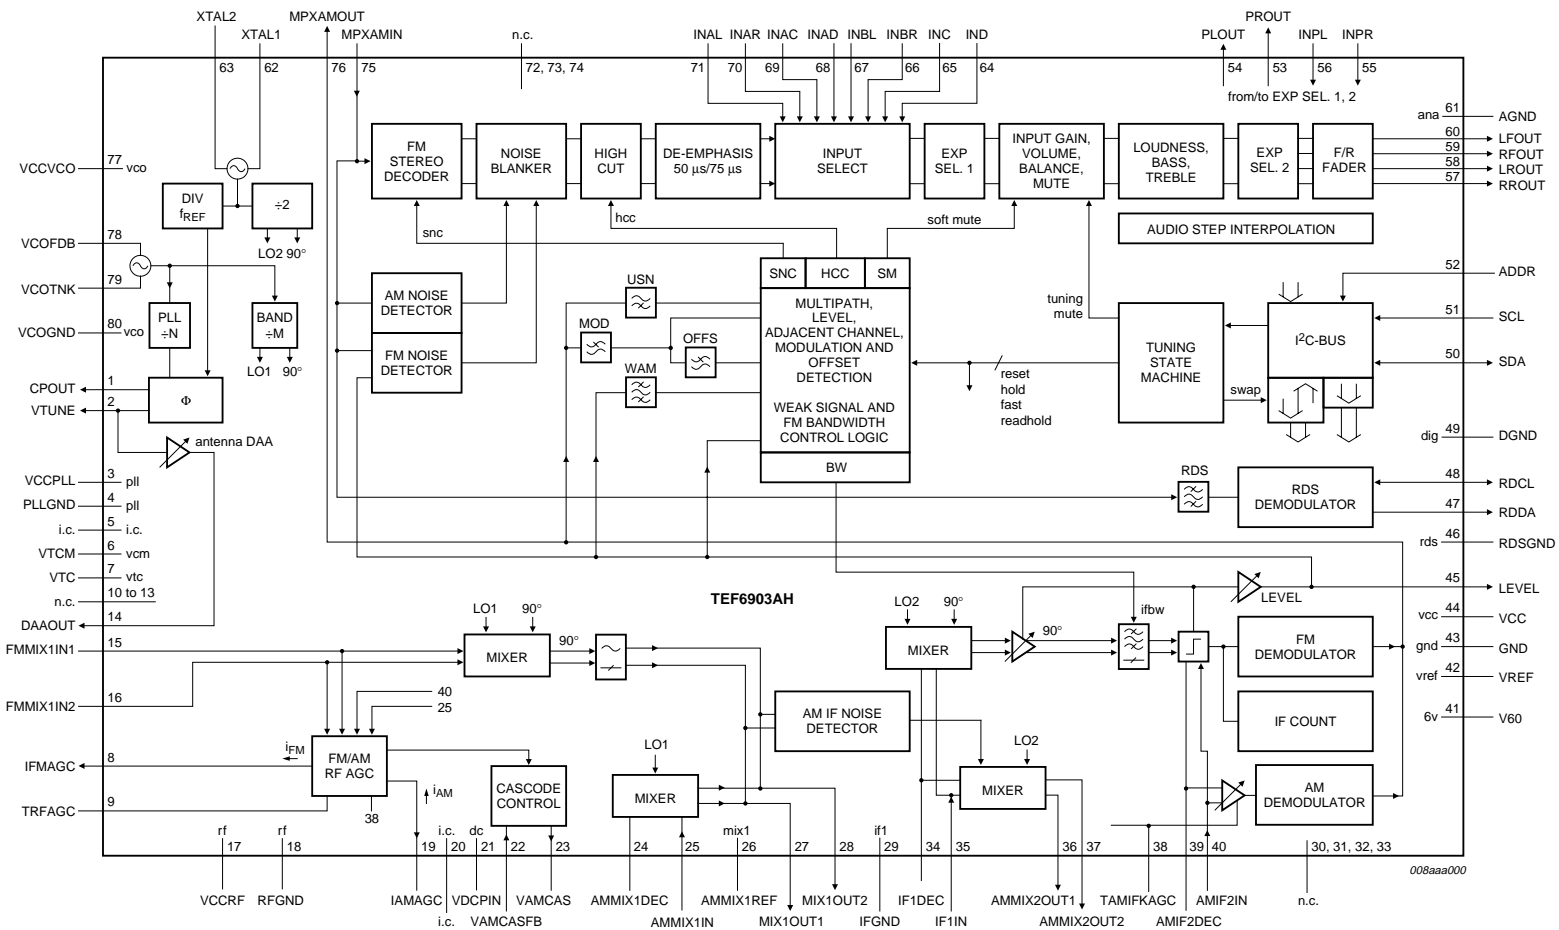 XTAL2
MPXAMOUT
PROUT
XTAL1
MPXAMIN
n.c.
INAL
INAR
INAC
INAD
INBL
INBR
INC
IND
PLOUT
INPL
INPR
63
62
76
75
72, 73, 74
71
70
69
68
67
66
65
64
54
53
56
55
from/to EXP SEL. 1, 2
ana
61
AGND
60
LFOUT
59
RFOUT
58
LROUT
57
RROUT
VCCVCO
77
vco
FM
STEREO
DECODER
NOISE
BLANKER
HIGH
CUT
DE-EMPHASIS
50 μs/75 μs
INPUT
SELECT
EXP
SEL. 1
INPUT GAIN,
VOLUME,
BALANCE,
MUTE
LOUDNESS,
BASS,
TREBLE
EXP
SEL. 2
F/R
FADER
DIV
fREF
÷2
LO2 90°
snc
hcc
soft mute
AUDIO STEP INTERPOLATION
VCOFDB
78
79
VCOTNK
VCOGND
80
vco
PLL
÷N
BAND
÷M
LO1
90°
AM NOISE
DETECTOR
FM NOISE
DETECTOR
USN
MOD
OFFS
WAM
SNC
HCC
SM
MULTIPATH,
LEVEL,
ADJACENT CHANNEL,
MODULATION AND
OFFSET
DETECTION
WEAK SIGNAL AND
FM BANDWIDTH
CONTROL LOGIC
BW
tuning
mute
TUNING
STATE
MACHINE
reset
hold
fast
readhold
swap
I²C-BUS
52
ADDR
51
SCL
50
SDA
dig
49
DGND
CPOUT
1
VTUNE
2
Φ
antenna DAA
VCCPLL
3
pll
PLLGND
4
pll
i.c.
5
i.c.
VTCM
6
vcm
VTC
7
vtc
n.c.
10 to 13
DAAOUT
14
FMMIX1IN1
15
FMMIX1IN2
16
RDS
RDS
DEMODULATOR
48
RDCL
47
RDDA
rds
46
RDSGND
45
LEVEL
LEVEL
vcc
44
VCC
gnd
43
GND
vref
42
VREF
6v
41
V60
TEF6903AH
LO1
90°
MIXER
90°
LO2
90°
MIXER
90°
ifbw
FM
DEMODULATOR
IF COUNT
AM
DEMODULATOR
40
25
iFM
IFMAGC
8
FM/AM
RF AGC
iAM
38
TRFAGC
9
CASCODE
CONTROL
LO1
MIXER
AM IF NOISE
DETECTOR
LO2
MIXER
rf
17
rf
18
19
i.c.
20
dc
21
22
23
24
25
mix1
26
27
28
if1
29
34
35
36
37
38
39
40
30, 31, 32, 33
008aaa000
VCCRF
RFGND
IAMAGC
i.c.
VDCPIN
VAMCASFB
VAMCAS
AMMIX1DEC
AMMIX1IN
AMMIX1REF
MIX1OUT1
MIX1OUT2
IFGND
IF1DEC
IF1IN
AMMIX2OUT1
AMMIX2OUT2
TAMIFKAGC
AMIF2DEC
AMIF2IN
n.c.